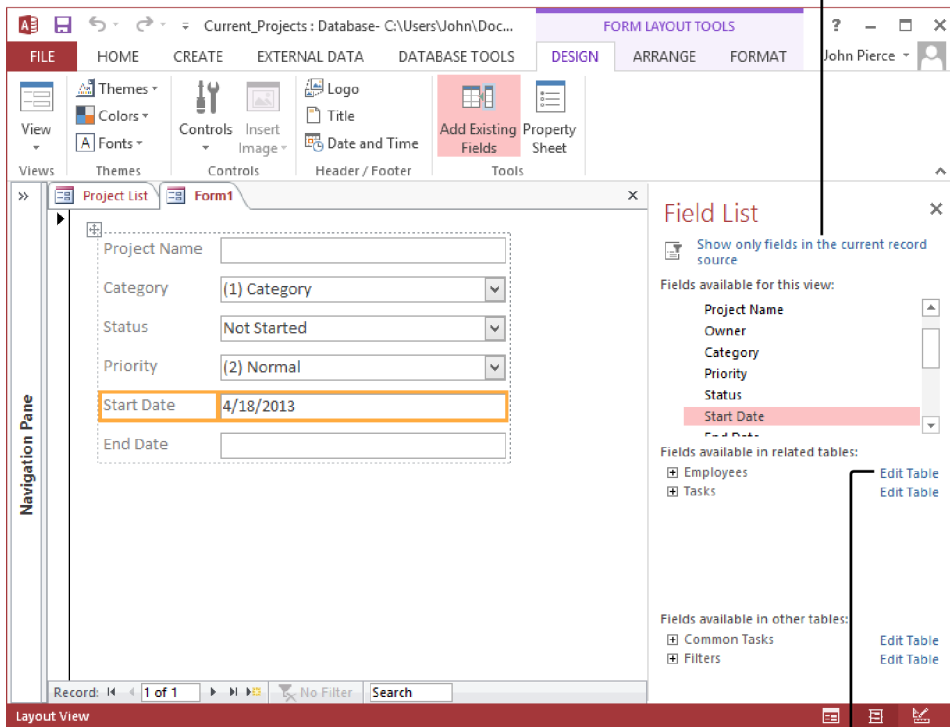 Current_Projects : Database- C:\Users\John\Doc...
FORM LAYOUT TOOLS
?
FILE HOME CREATE EXTERNAL DATA DATABASE TOOLS DESIGN ARRANGE FORMAT John Pierce
View
Views
Themes
Colors
Fonts
Themes
Controls
Insert Image
Controls
Logo
Title
Date and Time
Header / Footer
Add Existing Fields
Property Sheet
Tools
Project List
Form1
Navigation Pane
Project Name
Category (1) Category
Status Not Started
Priority (2) Normal
Start Date 4/18/2013
End Date
Field List
Show only fields in the current record
source
Fields available for this view:
Project Name
Owner
Category
Priority
Status
Start Date
End Date
Fields available in related tables:
Employees Edit Table
Tasks Edit Table
Fields available in other tables:
Common Tasks Edit Table
Filters Edit Table
Record: 1 of 1 No Filter Search
Layout View